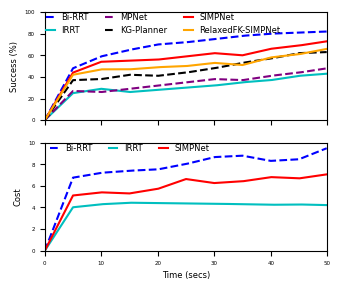 Bi-RRT MPNet SIMPNet
IRRT KG-Planner RelaxedFK-SIMPNet
100
80
60
40
20
0
Success (%)
Bi-RRT IRRT SIMPNet
10
8
6
4
2
0
Cost
0 10 20 30 40 50
Time (secs)